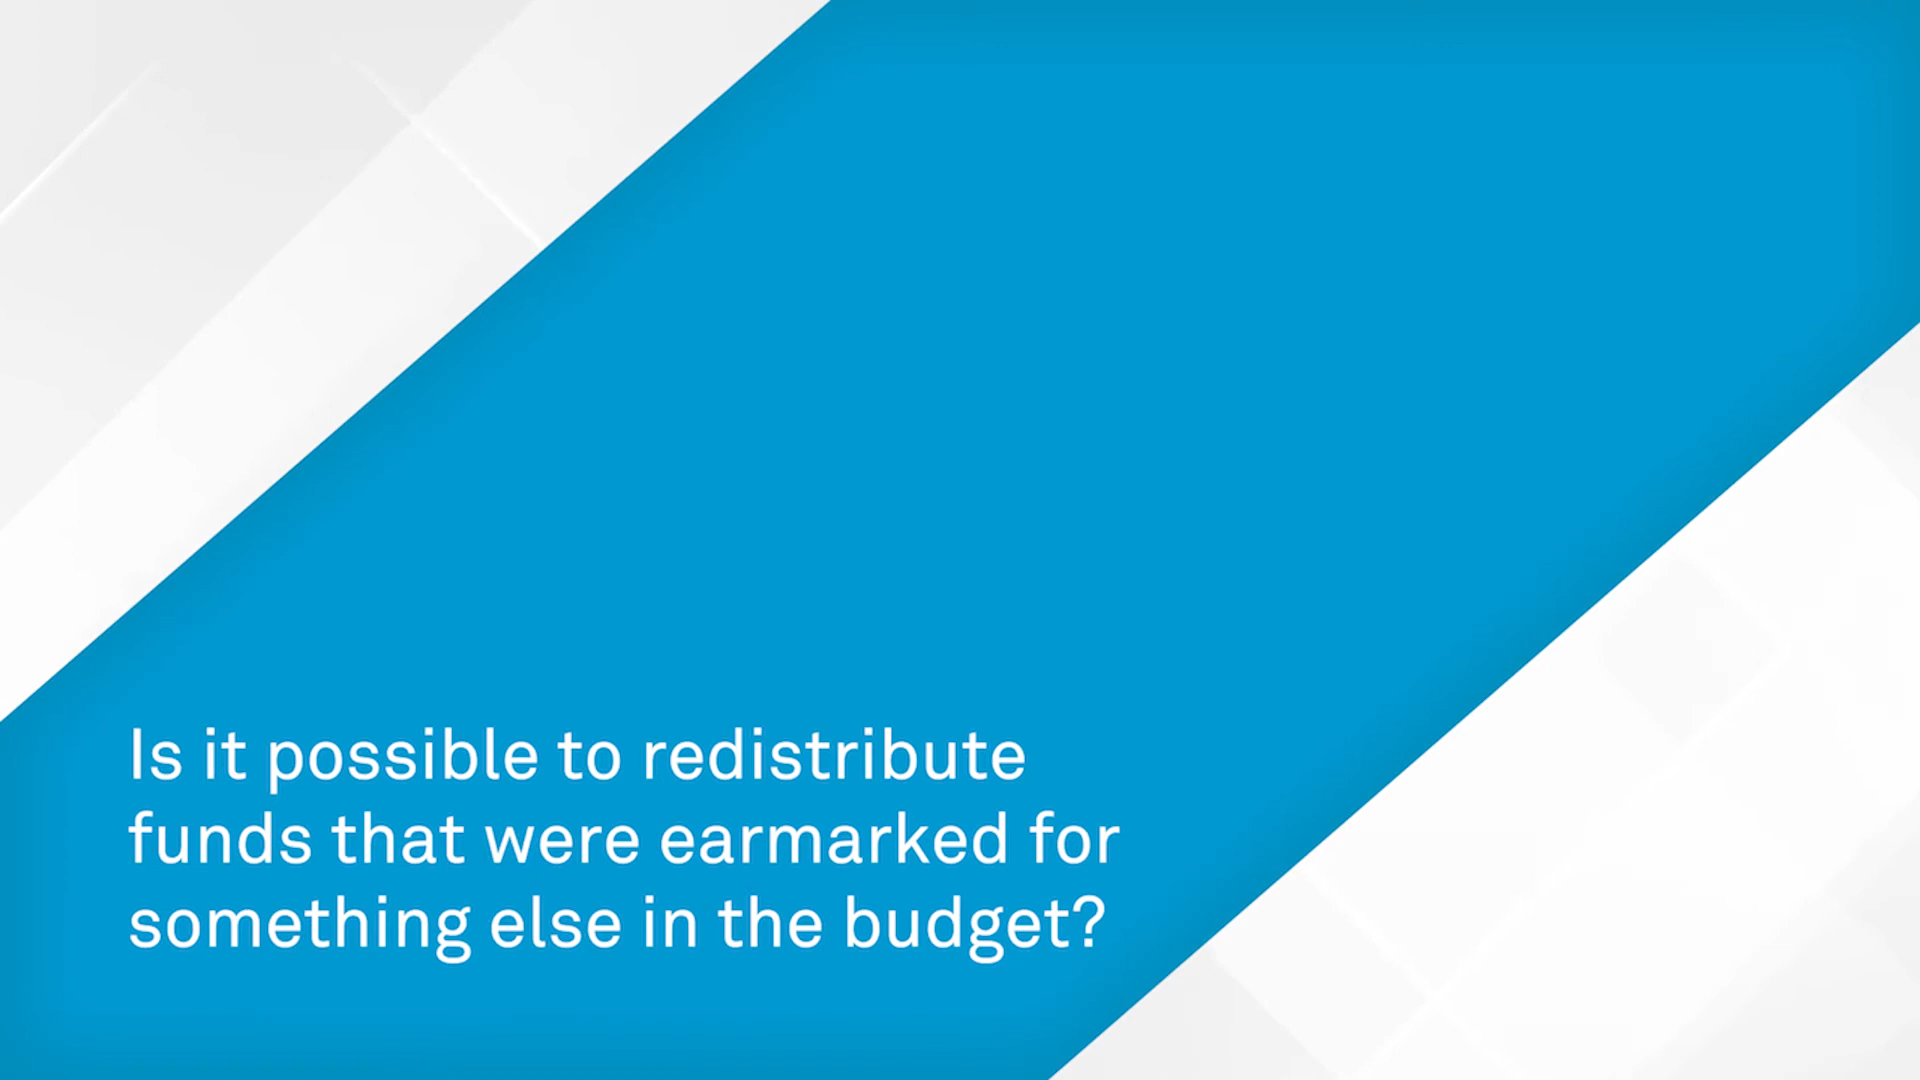 Is it possible to redistribute
funds that were earmarked for
something else in the budget?